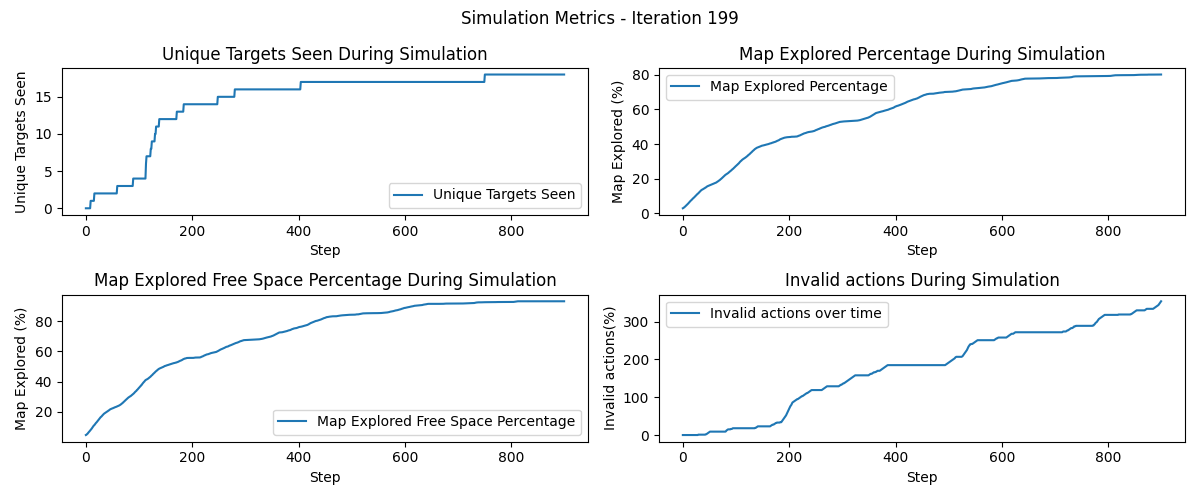 Simulation Metrics - Iteration 199
Unique Targets Seen During Simulation
Unique Targets Seen
15
10
5
0
Unique Targets Seen
0 200 400 600 800
Step
Map Explored Percentage During Simulation
Map Explored (%)
80
60
40
20
0
Map Explored Percentage
0 200 400 600 800
Step
Map Explored Free Space Percentage During Simulation
Map Explored (%)
80
60
40
20
Map Explored Free Space Percentage
0 200 400 600 800
Step
Invalid actions During Simulation
Invalid actions(%)
300
200
100
0
Invalid actions over time
0 200 400 600 800
Step